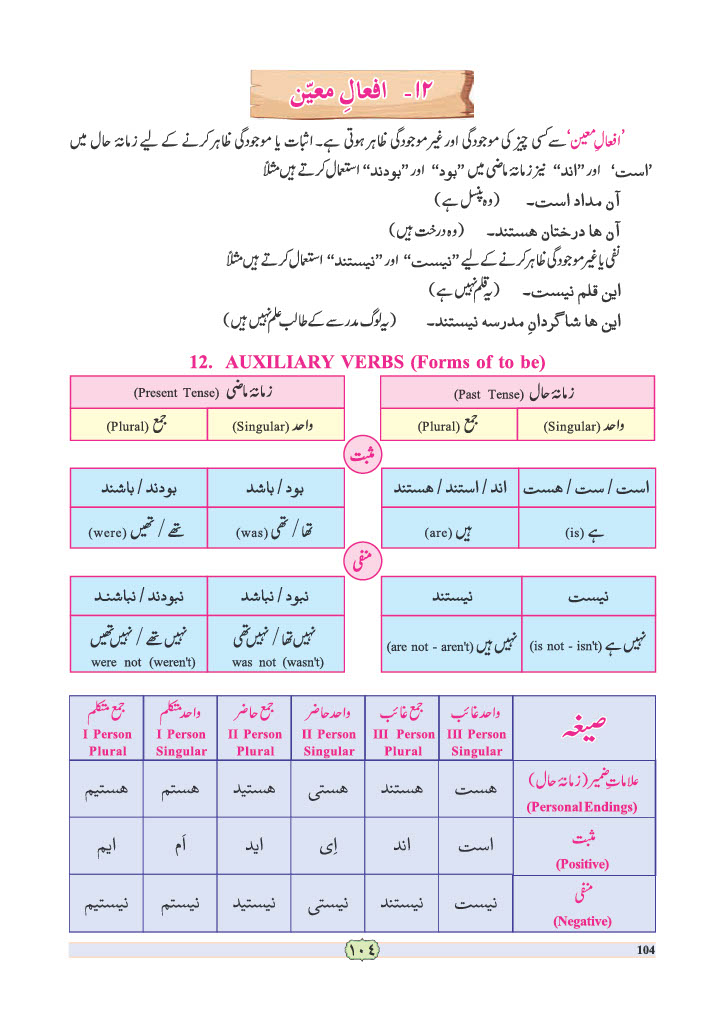 ۱۲۔ افعالِ معیّن
’افعالِ معین‘ سے کسی چیز کی موجودگی اور غیر موجودگی ظاہر ہوتی ہے۔ اثبات یا موجودگی ظاہر کرنے کے لیے زمانۂ حال میں
’’است‘‘ اور ’’اند‘‘ نیز زمانۂ ماضی میں ’’بود‘‘ اور ’’بودند‘‘ استعمال کرتے ہیں مثلاً
آن مداد است۔ (وہ پنسل ہے)
آن ها درختان هستند۔ (وہ درخت ہیں)
نفی یا غیر موجودگی ظاہر کرنے کے لیے ’’نیست‘‘ اور ’’نیستند‘‘ استعمال کرتے ہیں مثلاً
این قلم نیست۔ (یہ قلم نہیں ہے)
این ها شاگردانِ مدرسه نیستند۔ (یہ لوگ مدرسے کے طالب علم نہیں ہیں)
12. AUXILIARY VERBS (Forms of to be)
زمانۂ حال (Past Tense) زمانۂ ماضی (Present Tense)
واحد (Singular) جمع (Plural) واحد (Singular) جمع (Plural)
مثبت
است / ست / هست اند / استند / هستند بود / باشد بودند / باشند
ہے (is) ہیں (are) تھا / تھی (was) تھے / تھیں (were)
منفی
نیست نیستند نبود / نباشد نبودند / نباشند
نہیں ہے (is not - isn't) نہیں ہیں (are not - aren't) نہیں تھا / نہیں تھی نہیں تھے / نہیں تھیں
was not (wasn't) were not (weren't)
صیغہ واحد غائب جمع غائب واحد حاضر جمع حاضر واحد متکلم جمع متکلم
III Person III Person II Person II Person I Person I Person
Singular Plural Singular Plural Singular Plural
علاماتِ ضمیر (زمانۂ حال) هست هستند هستی هستید هستم هستیم
(Personal Endings)
مثبت است اند اِی اید اَم ایم
(Positive)
منفی نیست نیستند نیستی نیستید نیستم نیستیم
(Negative)
۱۰۴ 104